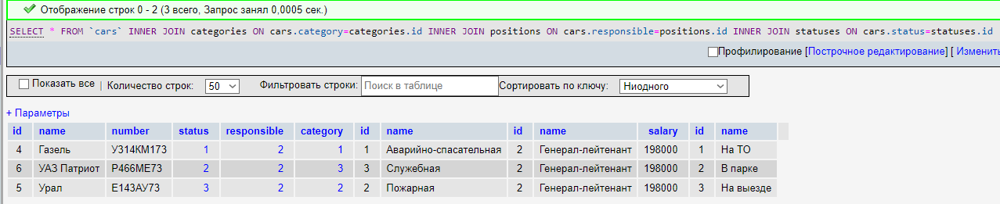 Отображение строк 0 - 2 (3 всего, Запрос занял 0,0005 сек.)
SELECT * FROM `cars` INNER JOIN categories ON cars.category=categories.id INNER JOIN positions ON cars.responsible=positions.id INNER JOIN statuses ON cars.status=statuses.id
Профилирование [Построчное редактирование] [ Изменить
Показать все | Количество строк: 50 Фильтровать строки: Поиск в таблице Сортировать по ключу: Ниодного
+ Параметры
id name number status responsible category id name id name salary id name
4 Газель У314КМ173 1 2 1 1 Аварийно-спасательная 2 Генерал-лейтенант 198000 1 На ТО
6 УАЗ Патриот Р466МЕ73 2 2 3 3 Служебная 2 Генерал-лейтенант 198000 2 В парке
5 Урал Е143АУ73 3 2 2 2 Пожарная 2 Генерал-лейтенант 198000 3 На выезде